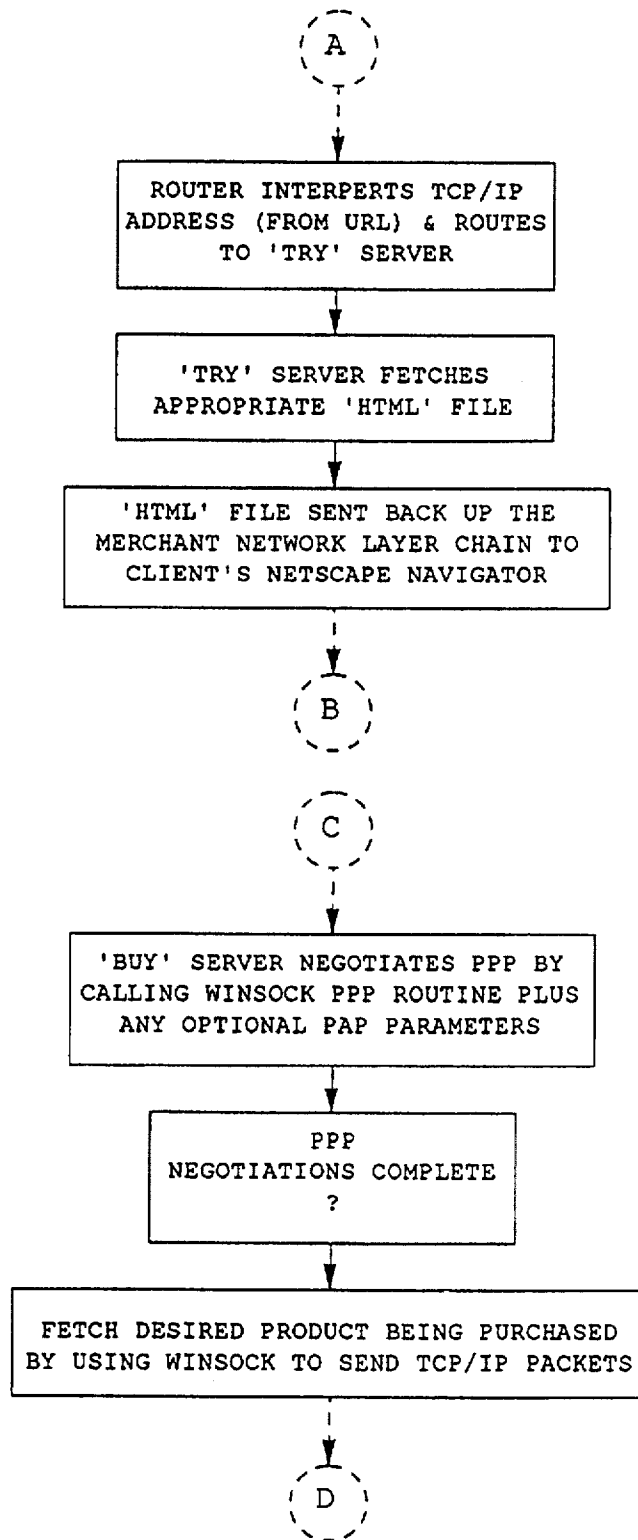 A
ROUTER INTERPERTS TCP/IP
ADDRESS (FROM URL) & ROUTES
TO 'TRY' SERVER
'TRY' SERVER FETCHES
APPROPRIATE 'HTML' FILE
'HTML' FILE SENT BACK UP THE
MERCHANT NETWORK LAYER CHAIN TO
CLIENT'S NETSCAPE NAVIGATOR
B
C
'BUY' SERVER NEGOTIATES PPP BY
CALLING WINSOCK PPP ROUTINE PLUS
ANY OPTIONAL PAP PARAMETERS
PPP
NEGOTIATIONS COMPLETE
?
FETCH DESIRED PRODUCT BEING PURCHASED
BY USING WINSOCK TO SEND TCP/IP PACKETS
D